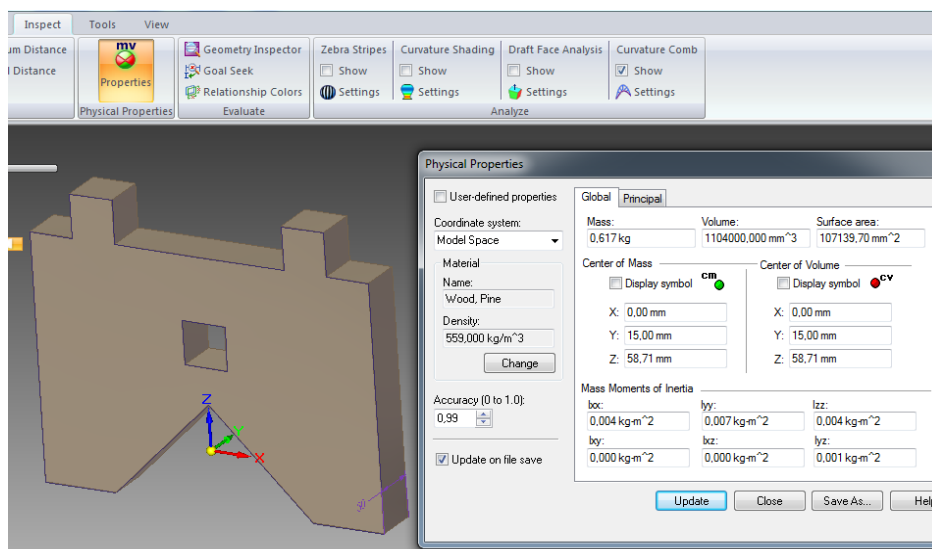 Inspect Tools View
um Distance
l Distance
mv
Properties
Physical Properties
Geometry Inspector
Goal Seek
Relationship Colors
Evaluate
Zebra Stripes
Show
Settings
Curvature Shading
Show
Settings
Draft Face Analysis
Show
Settings
Curvature Comb
Show
Settings
Analyze
Z
Y
X
30
Physical Properties
User-defined properties
Coordinate system:
Model Space
Material
Name:
Wood, Pine
Density:
559,000 kg/m^3
Change
Accuracy (0 to 1.0):
0,99
Update on file save
Global Principal
Mass: Volume: Surface area:
0,617 kg 1104000,000 mm^3 107139,70 mm^2
Center of Mass
Display symbol cm
X: 0,00 mm
Y: 15,00 mm
Z: 58,71 mm
Center of Volume
Display symbol cv
X: 0,00 mm
Y: 15,00 mm
Z: 58,71 mm
Mass Moments of Inertia
Ixx: Iyy: Izz:
0,004 kg-m^2 0,007 kg-m^2 0,004 kg-m^2
Ixy: Ixz: Iyz:
0,000 kg-m^2 0,000 kg-m^2 0,001 kg-m^2
Update Close Save As... Help